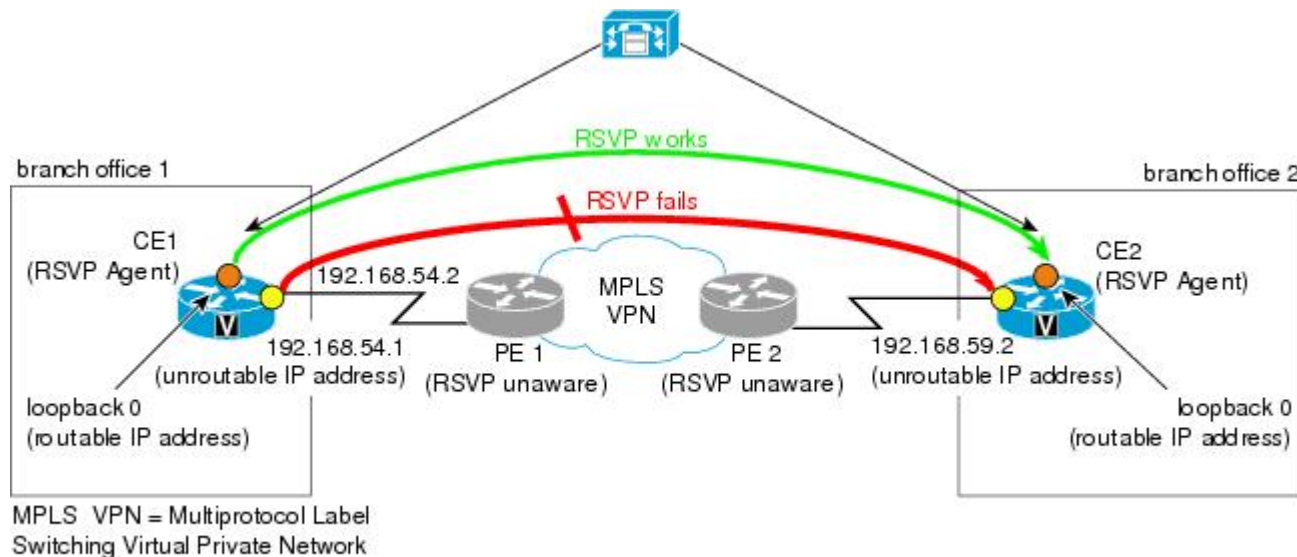 RSVP works
branch office 1
branch office 2
RSVP fails
CE1
(RSVP Agent)
CE2
(RSVP Agent)
192.168.54.2
MPLS
VPN
V
V
192.168.54.1
(unroutable IP address)
PE 1
(RSVP unaware)
PE 2
(RSVP unaware)
192.168.59.2
(unroutable IP address)
loopback 0
(routable IP address)
loopback 0
(routable IP address)
MPLS VPN = Multiprotocol Label
Switching Virtual Private Network